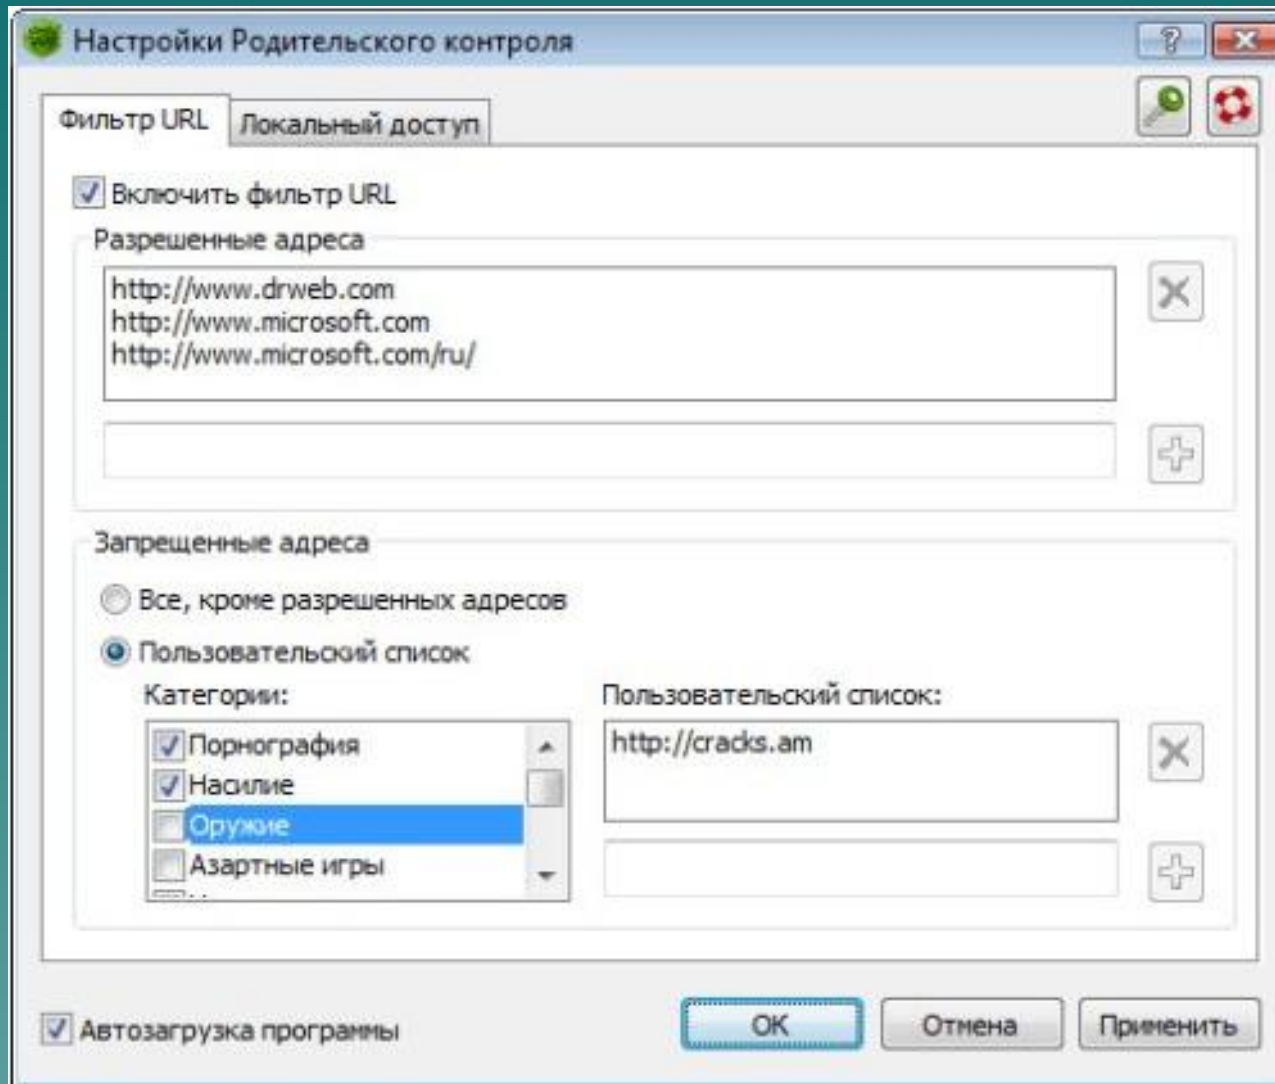 Настройки Родительского контроля
Фильтр URL
Локальный доступ
Включить фильтр URL
Разрешенные адреса
http://www.drweb.com
http://www.microsoft.com
http://www.microsoft.com/ru/
Запрещенные адреса
Все, кроме разрешенных адресов
Пользовательский список
Категории:
Порнография
Насилие
Оружие
Азартные игры
Пользовательский список:
http://cracks.am
Автозагрузка программы
OK
Отмена
Применить